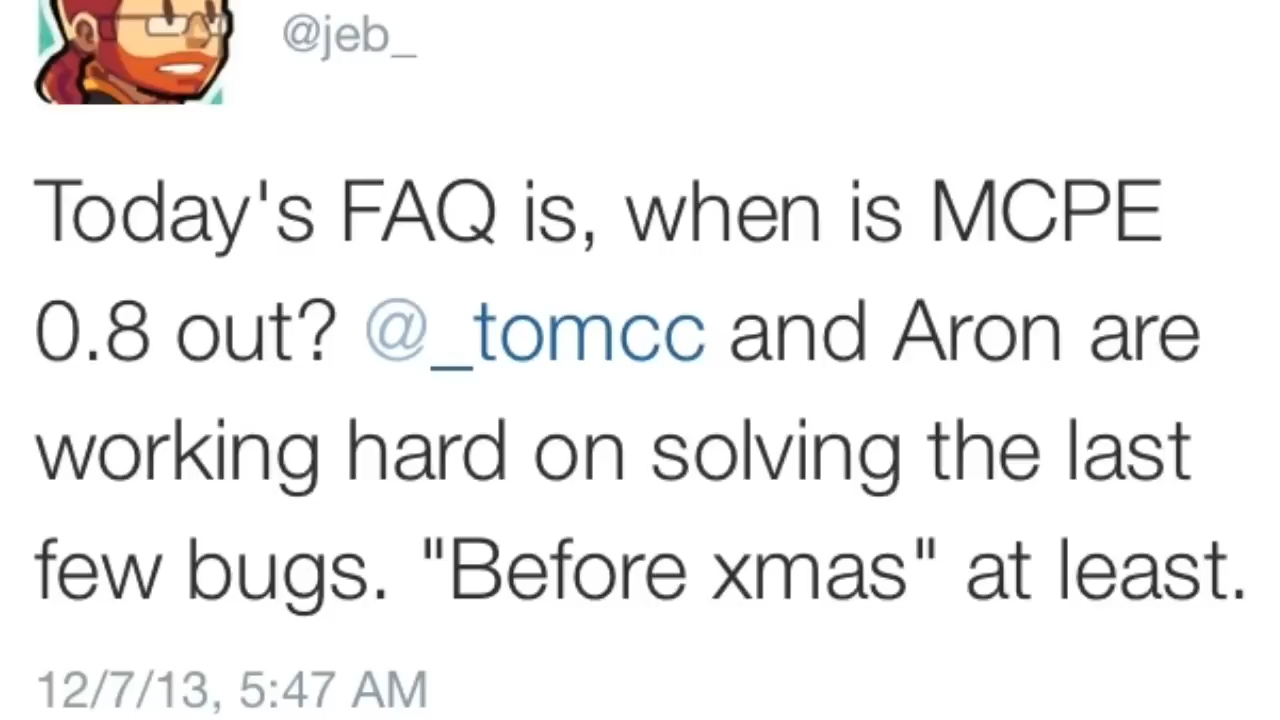 @jeb_
Today's FAQ is, when is MCPE
0.8 out? @_tomcc and Aron are
working hard on solving the last
few bugs. "Before xmas" at least.
12/7/13, 5:47 AM